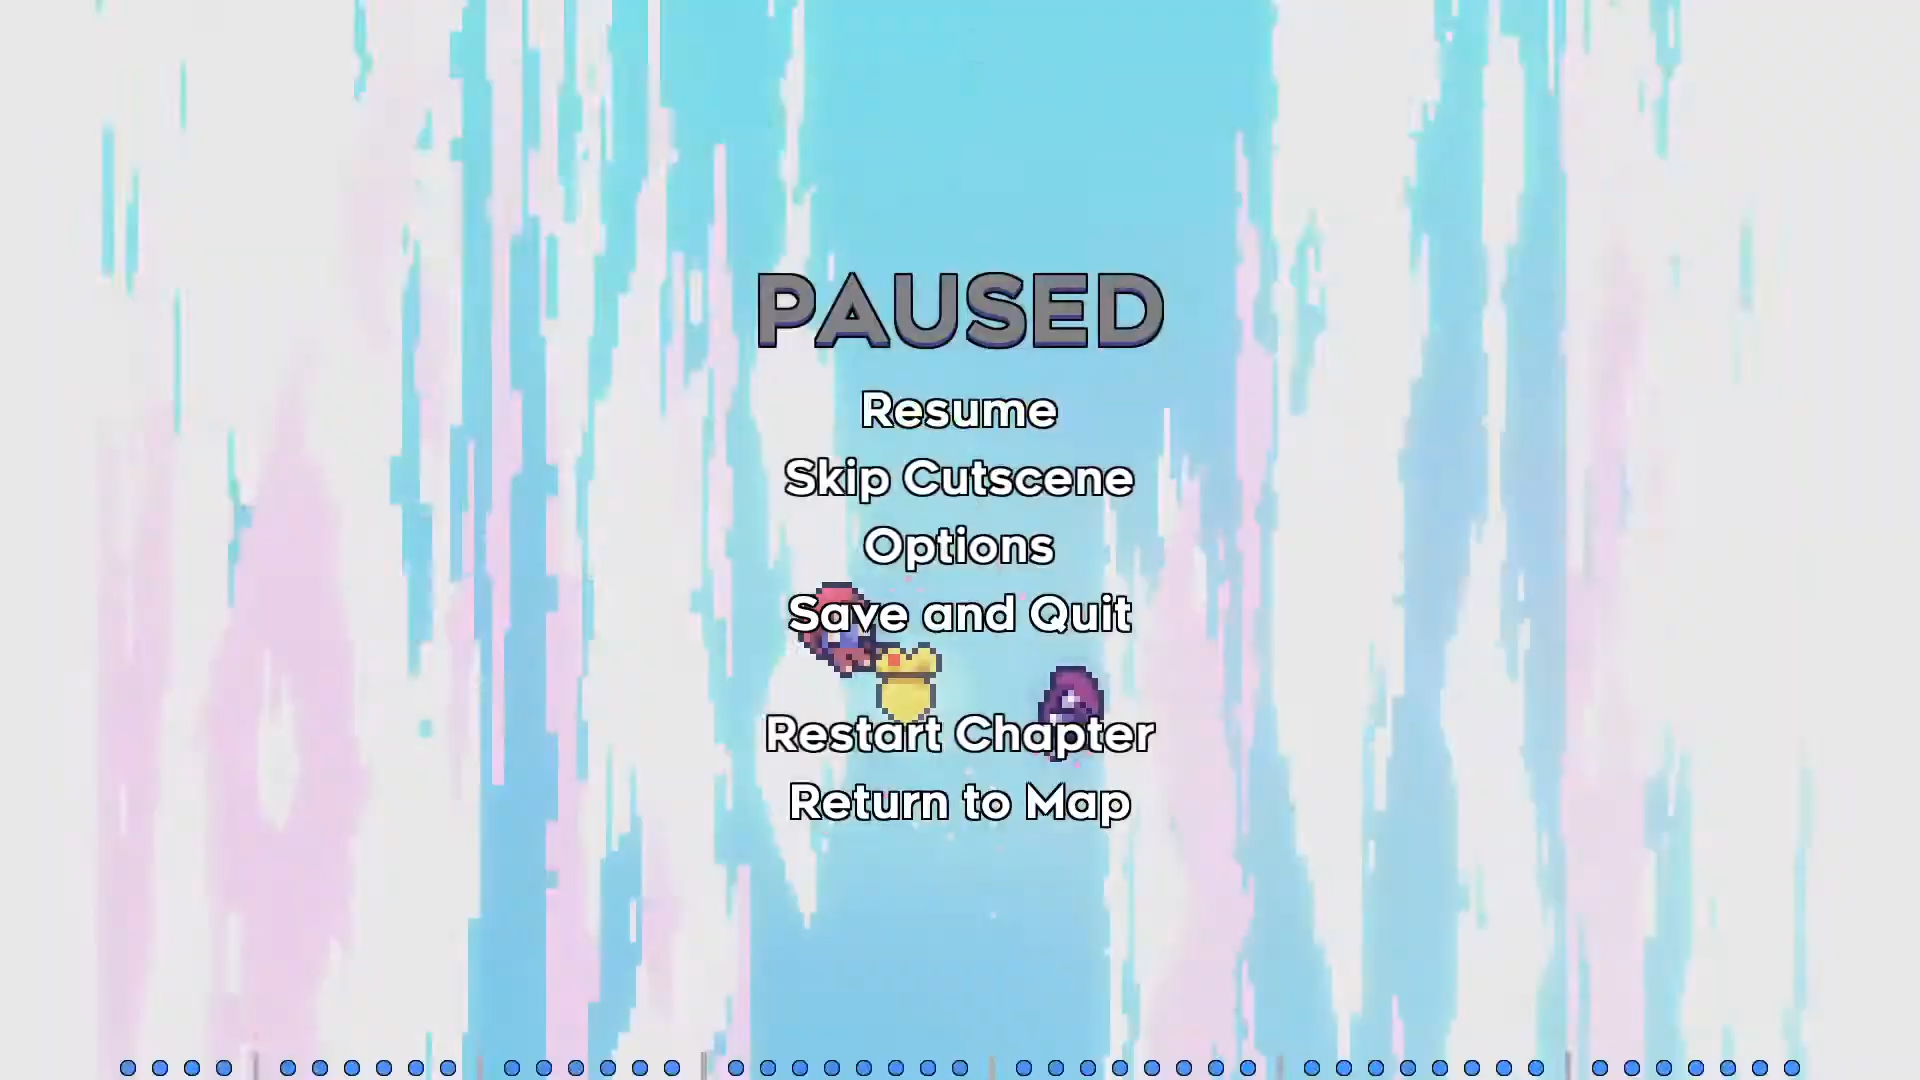 PAUSED
Resume
Skip Cutscene
Options
Save and Quit
Restart Chapter
Return to Map